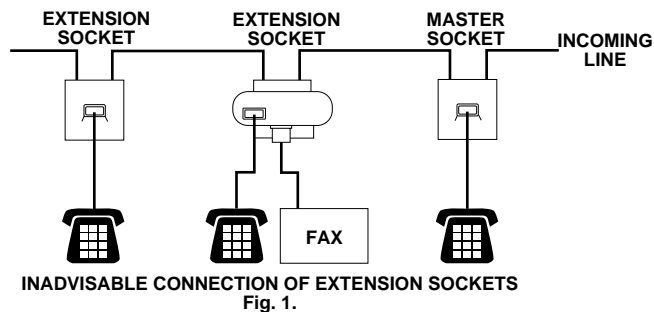 EXTENSION
SOCKET
EXTENSION
SOCKET
MASTER
SOCKET
INCOMING
LINE
FAX
INADVISABLE CONNECTION OF EXTENSION SOCKETS
Fig. 1.